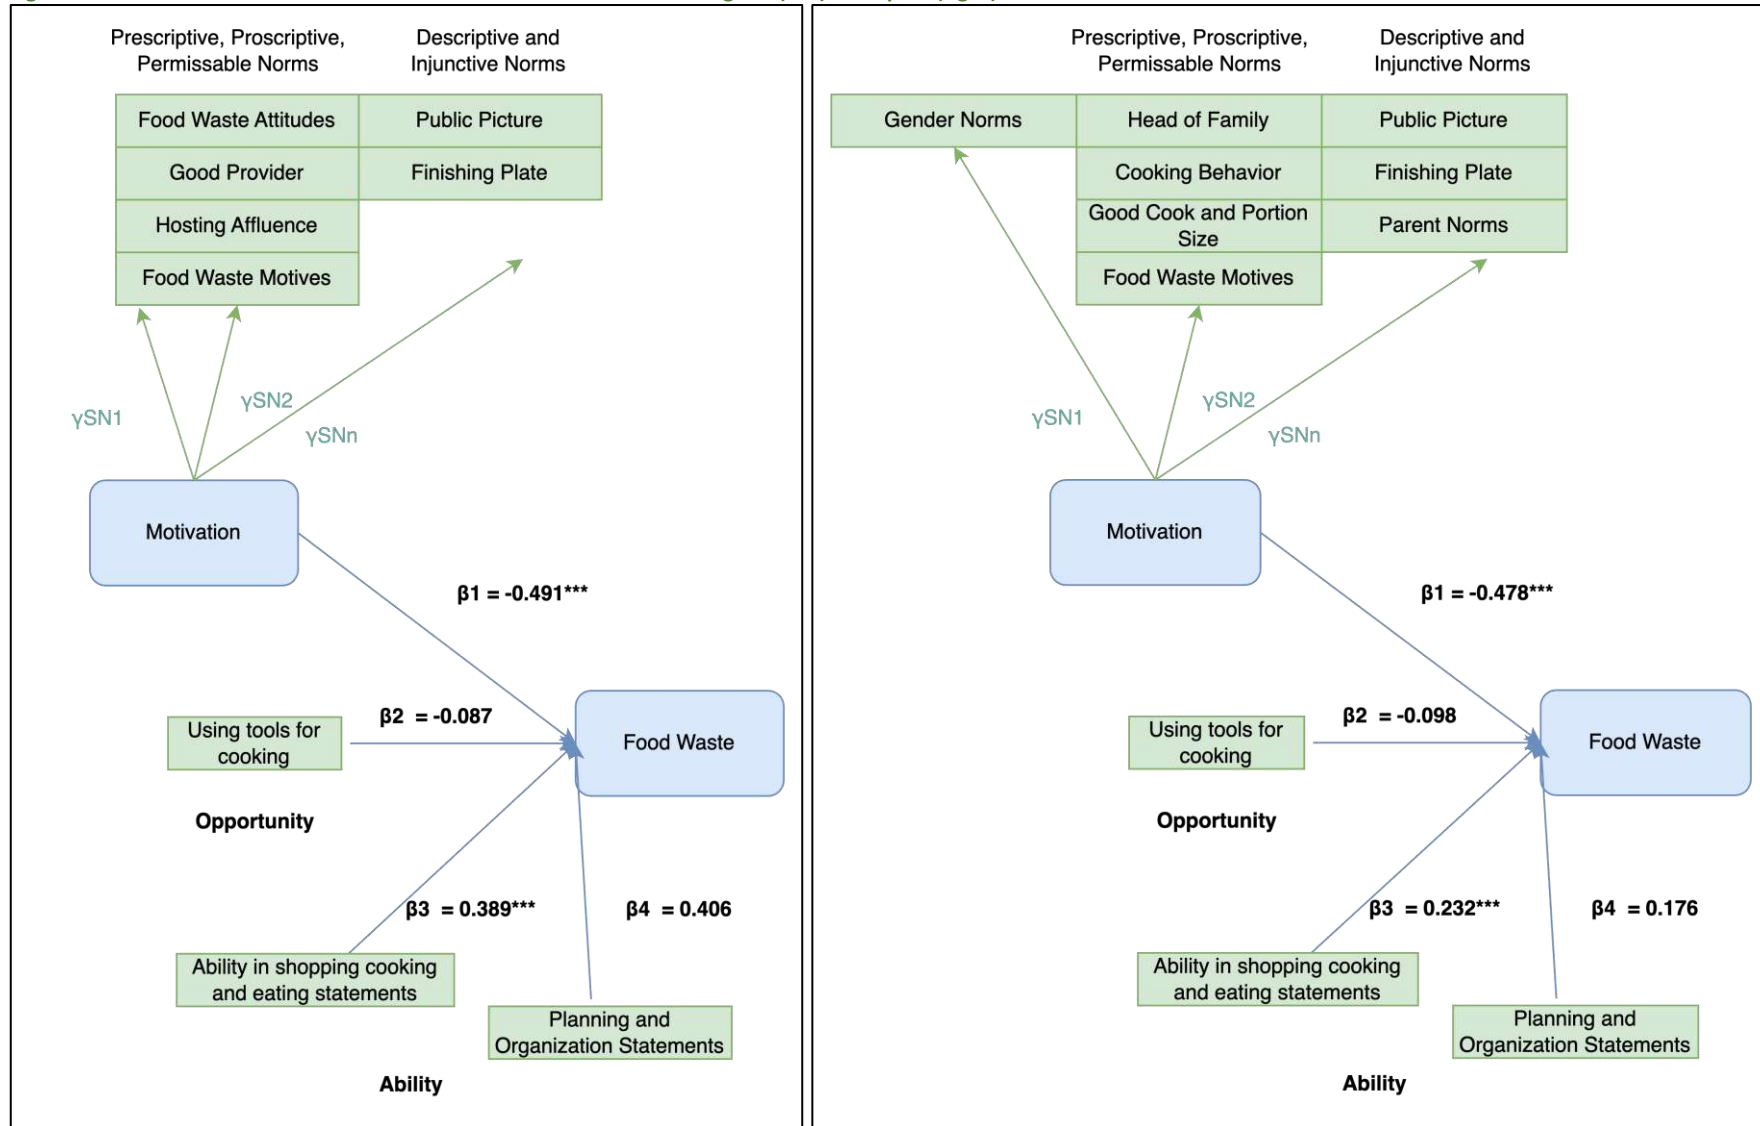 Prescriptive, Proscriptive,
Permissable Norms
Descriptive and
Injunctive Norms
Food Waste Attitudes
Public Picture
Good Provider
Finishing Plate
Hosting Affluence
Food Waste Motives
γSN1
γSN2
γSNn
Motivation
β1 = -0.491***
β2 = -0.087
Using tools for
cooking
Food Waste
Opportunity
β3 = 0.389***
β4 = 0.406
Ability in shopping cooking
and eating statements
Planning and
Organization Statements
Ability
Prescriptive, Proscriptive,
Permissable Norms
Descriptive and
Injunctive Norms
Gender Norms
Head of Family
Public Picture
Cooking Behavior
Finishing Plate
Good Cook and Portion
Size
Parent Norms
Food Waste Motives
γSN1
γSN2
γSNn
Motivation
β1 = -0.478***
β2 = -0.098
Using tools for
cooking
Food Waste
Opportunity
β3 = 0.232***
β4 = 0.176
Ability in shopping cooking
and eating statements
Planning and
Organization Statements
Ability